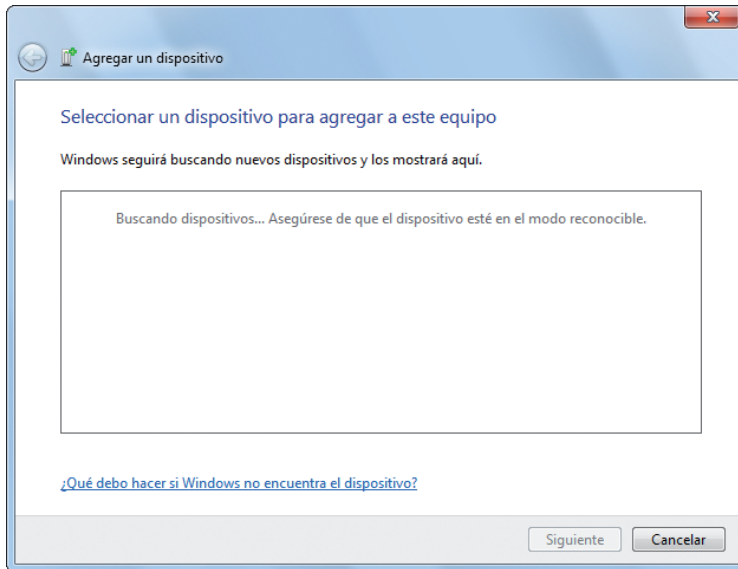 Agregar un dispositivo
Seleccionar un dispositivo para agregar a este equipo
Windows seguirá buscando nuevos dispositivos y los mostrará aquí.
Buscando dispositivos... Asegúrese de que el dispositivo esté en el modo reconocible.
¿Qué debo hacer si Windows no encuentra el dispositivo?
Siguiente Cancelar